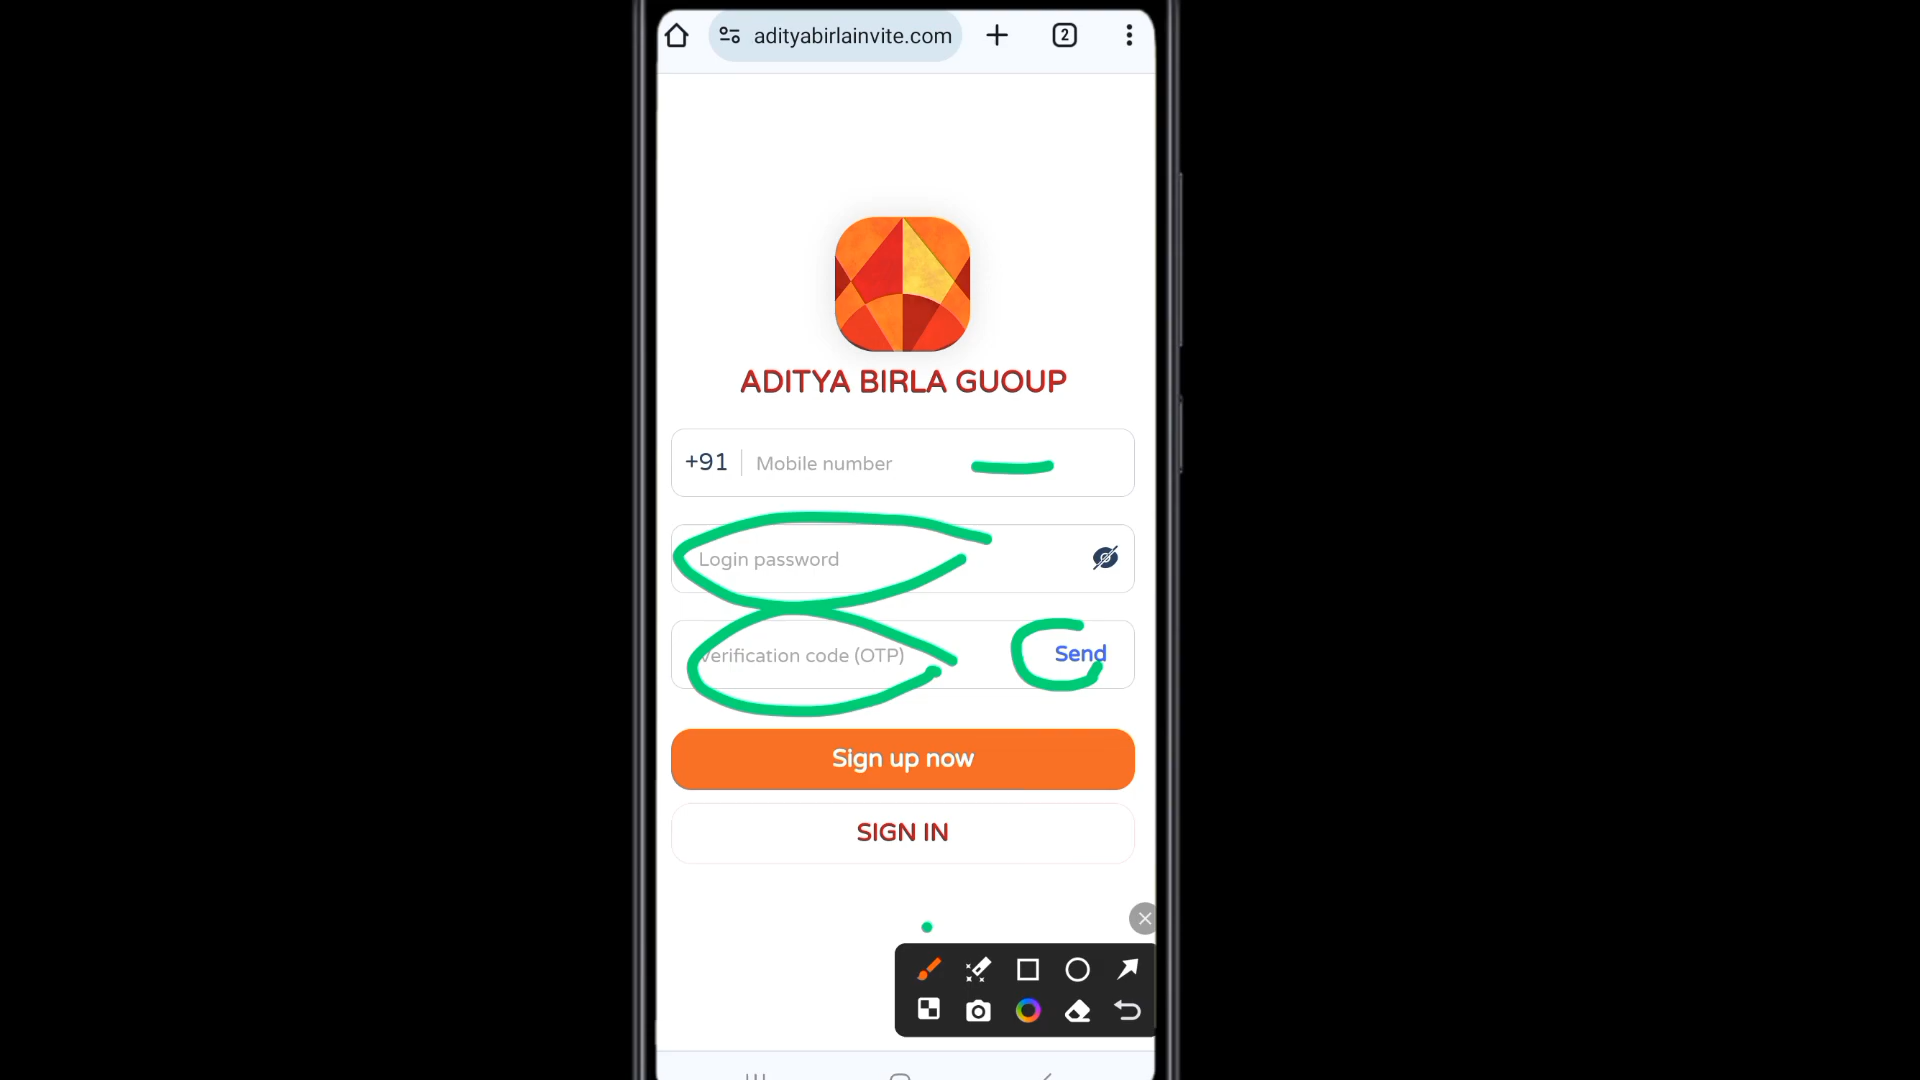 adityabirlainvite.com
2
ADITYA BIRLA GUOUP
+91 Mobile number
Login password
Verification code (OTP) Send
Sign up now
SIGN IN